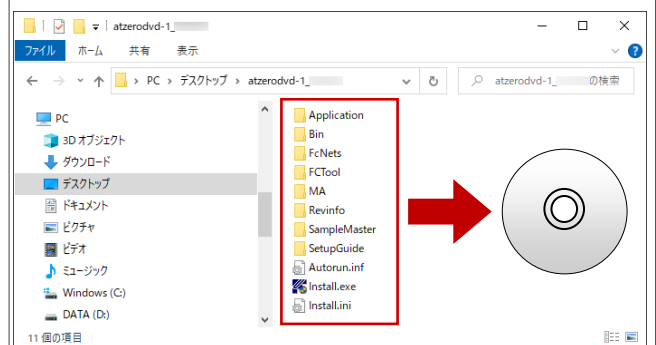 atzerodvd-1_
ファイル ホーム 共有 表示
PC > デスクトップ > atzerodvd-1_
atzerodvd-1_ の検索
PC
3D オブジェクト
ダウンロード
デスクトップ
ドキュメント
ピクチャ
ビデオ
ミュージック
Windows (C:)
DATA (D:)
Application
Bin
FcNets
FCTool
MA
Revinfo
SampleMaster
SetupGuide
Autorun.inf
Install.exe
Install.ini
11 個の項目